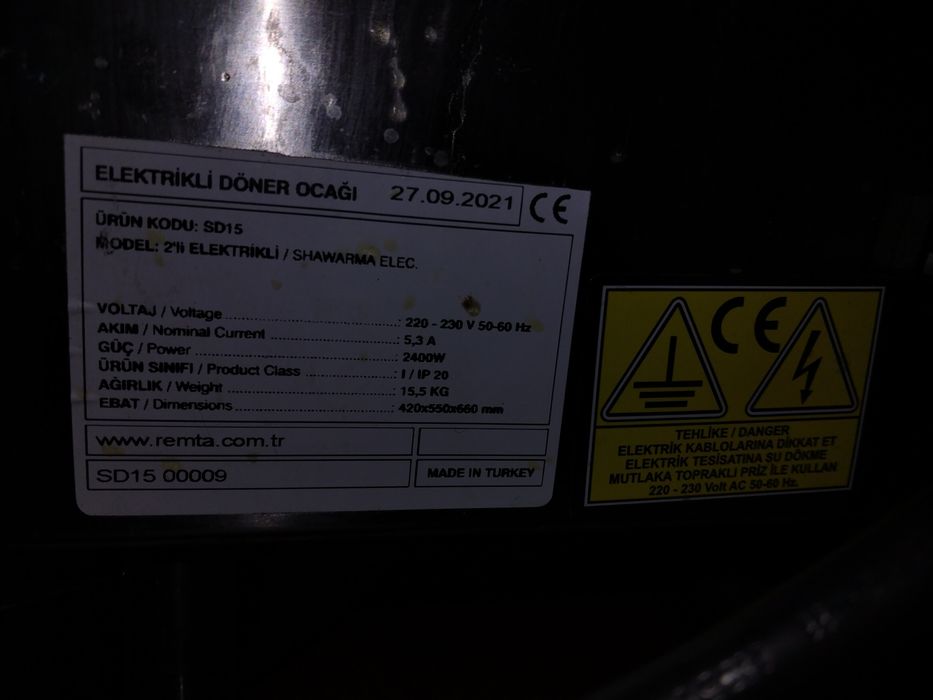 ELEKTRİKLİ DÖNER OCAĞI 27.09.2021 CE
ÜRÜN KODU: SD15
MODEL: 2'li ELEKTRİKLİ / SHAWARMA ELEC.
VOLTAJ / Voltage : 220 - 230 V 50-60 Hz
AKIM / Nominal Current : 5,3 A
GÜÇ / Power : 2400W
ÜRÜN SINIFI / Product Class : I / IP 20
AĞIRLIK / Weight : 15,5 KG
EBAT / Dimensions : 420x550x660 mm
www.remta.com.tr
SD15 00009
MADE IN TURKEY
CE
TEHLİKE / DANGER
ELEKTRİK KABLOLARINA DİKKAT ET
ELEKTRİK TESİSATINA SU DÖKME
MUTLAKA TOPRAKLI PRİZ İLE KULLAN
220 - 230 Volt AC 50-60 Hz.